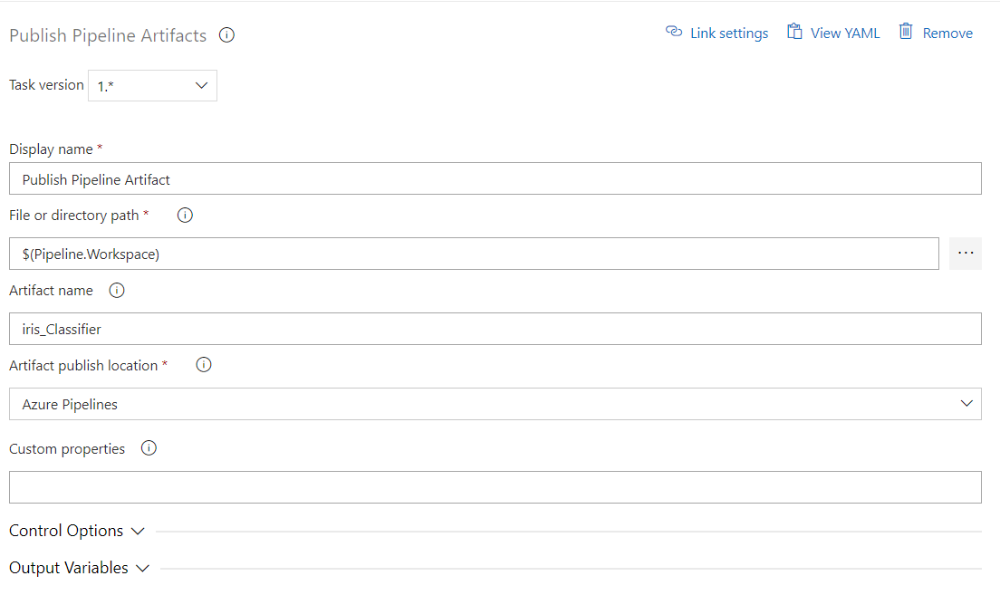 Publish Pipeline Artifacts
Link settings
View YAML
Remove
Task version 1.*
Display name *
Publish Pipeline Artifact
File or directory path *
$(Pipeline.Workspace)
...
Artifact name
iris_Classifier
Artifact publish location *
Azure Pipelines
Custom properties
Control Options
Output Variables